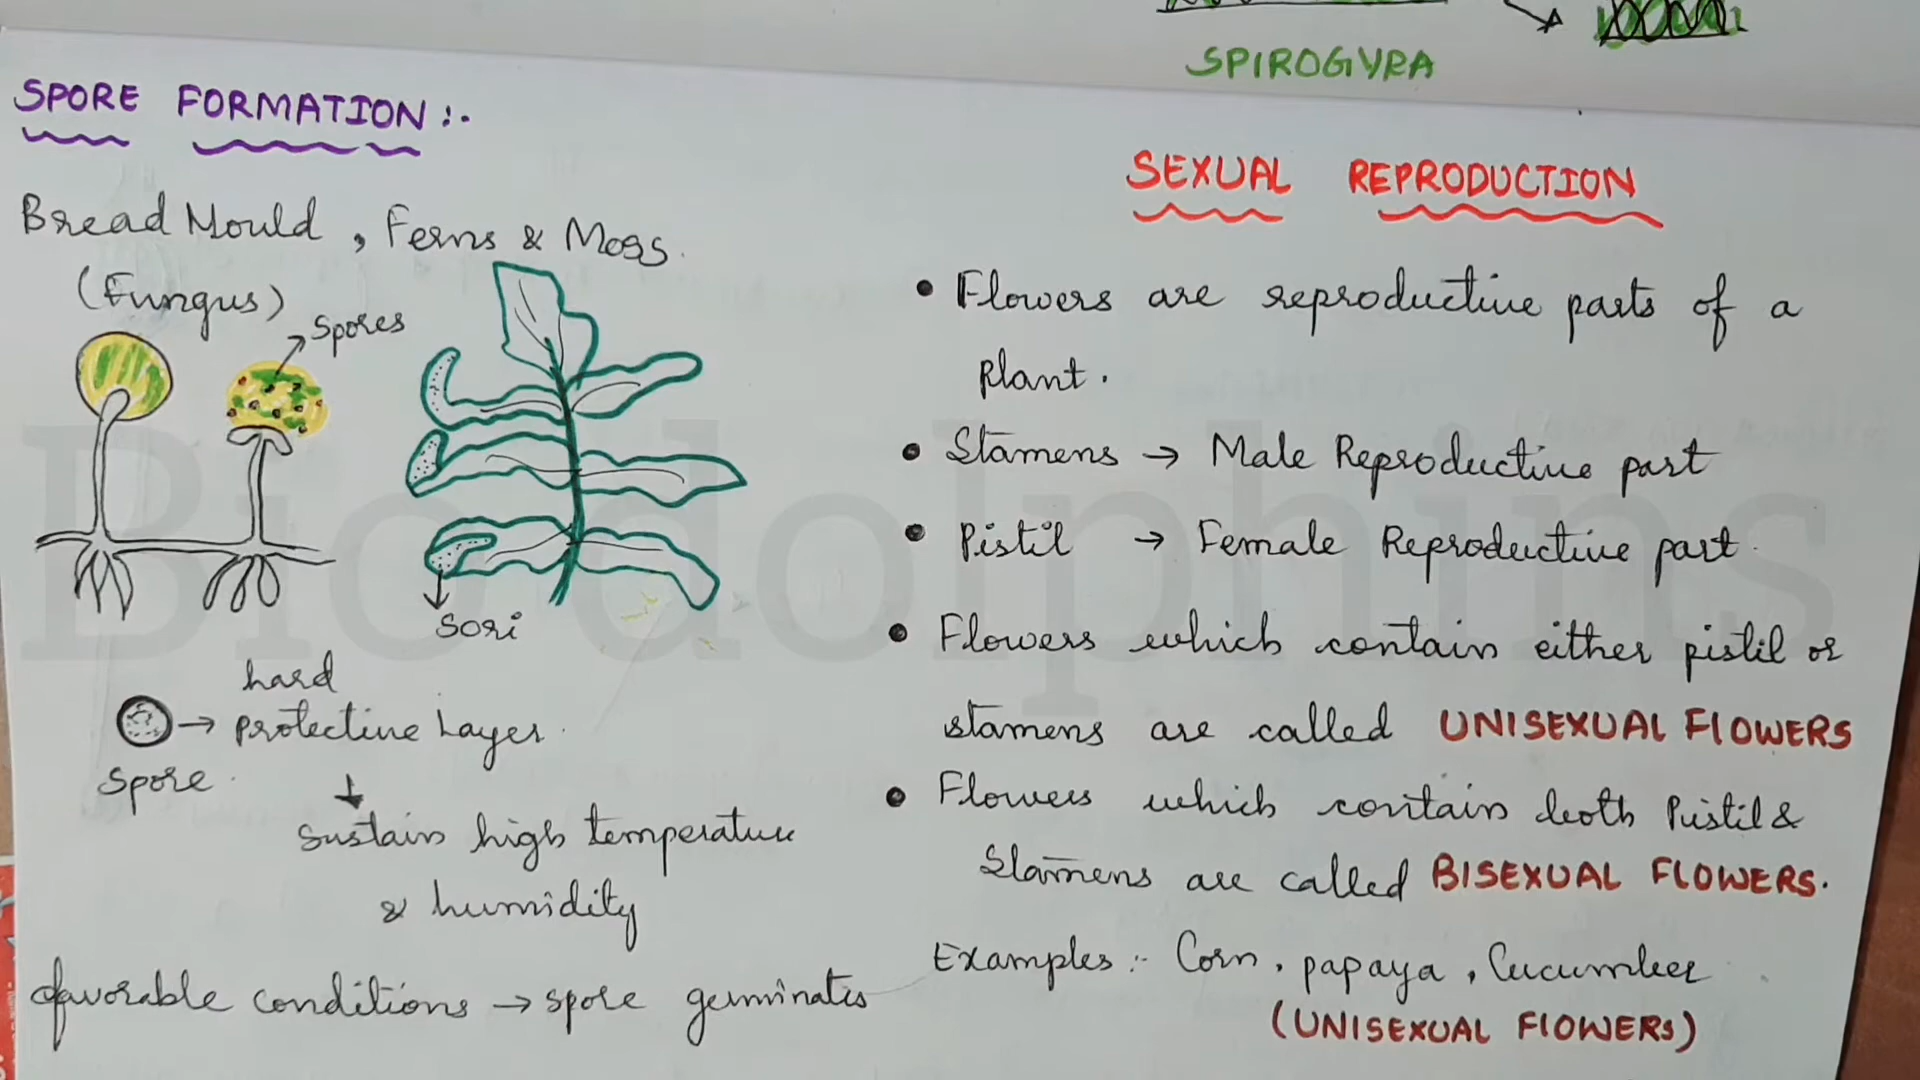 SPIROGYRA
SPORE FORMATION :-
Bread Mould , Ferns & Moss.
(Fungus)
Spores
Sori
hard
→ protective Layer.
Spore.
Sustain high temperature
& humidity
favorable conditions → spore germinates
SEXUAL REPRODUCTION
• Flowers are reproductive parts of a
plant.
• Stamens → Male Reproductive part
• Pistil → Female Reproductive part.
• Flowers which contain either pistil or
stamens are called UNISEXUAL FLOWERS
• Flowers which contain both Pistil &
Stamens are called BISEXUAL FLOWERS.
Examples :- Corn, papaya, Cucumber
(UNISEXUAL FLOWERS)
Biodolphins